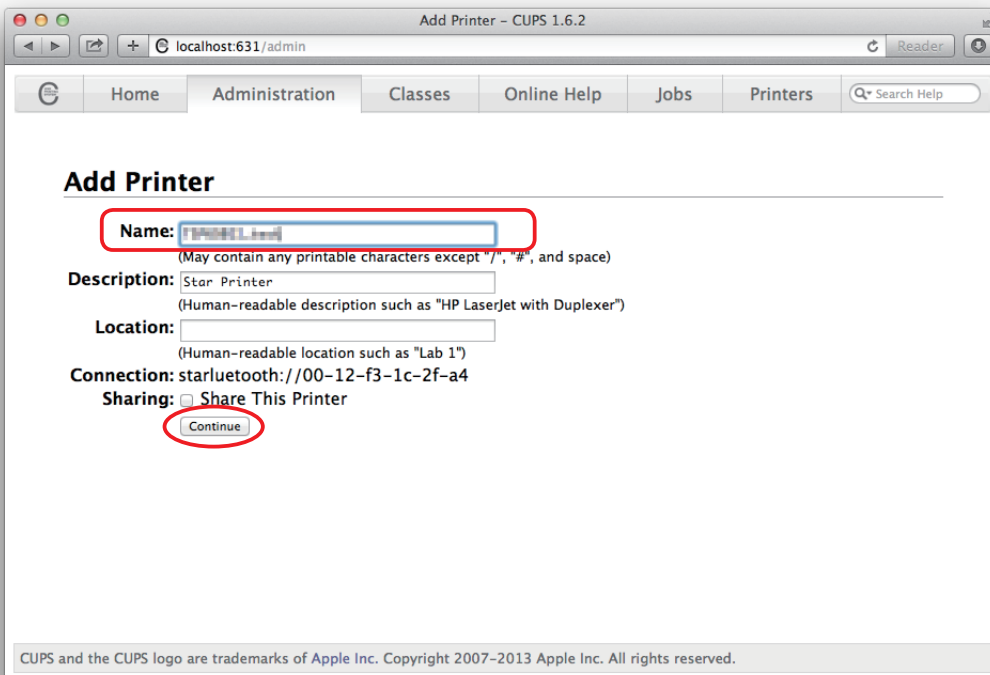 Add Printer – CUPS 1.6.2
localhost:631/admin
Reader
Home Administration Classes Online Help Jobs Printers Search Help
Add Printer
Name:
(May contain any printable characters except "/", "#", and space)
Description: Star Printer
(Human-readable description such as "HP LaserJet with Duplexer")
Location:
(Human-readable location such as "Lab 1")
Connection: starluetooth://00-12-f3-1c-2f-a4
Sharing: Share This Printer
Continue
CUPS and the CUPS logo are trademarks of Apple Inc. Copyright 2007-2013 Apple Inc. All rights reserved.